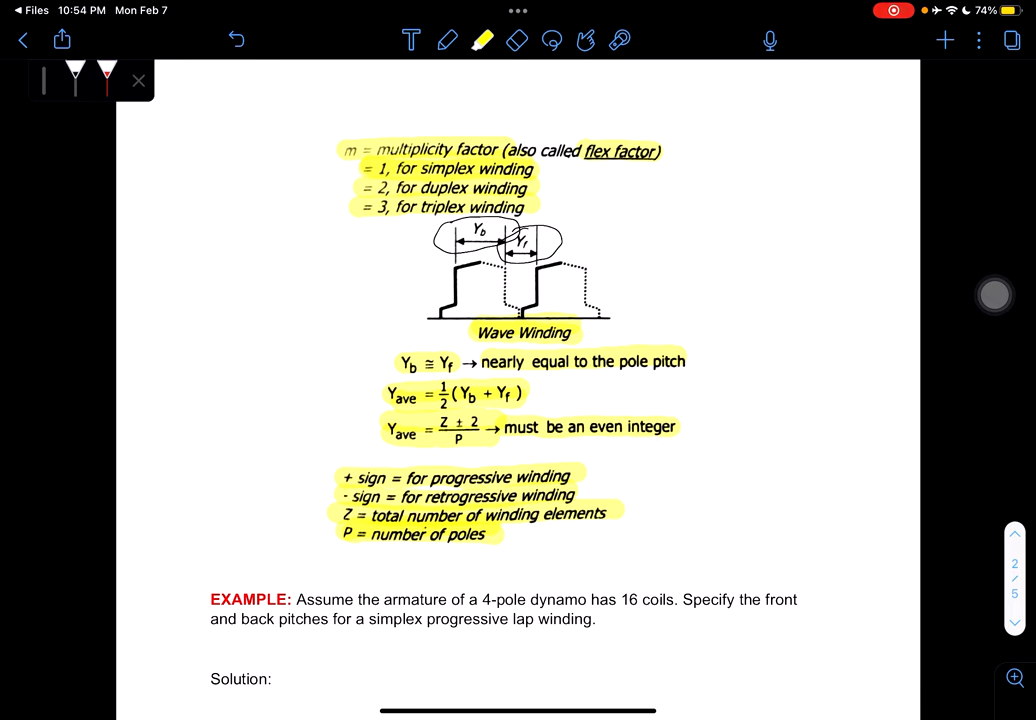 Files 10:54 PM Mon Feb 7
74%
m = multiplicity factor (also called flex factor)
= 1, for simplex winding
= 2, for duplex winding
= 3, for triplex winding
Yb
Yf
Wave Winding
Yb ≅ Yf → nearly equal to the pole pitch
Yave = 1/2 (Yb + Yf )
Yave = Z ± 2 / P → must be an even integer
+ sign = for progressive winding
- sign = for retrogressive winding
Z = total number of winding elements
P = number of poles
2 / 5
EXAMPLE: Assume the armature of a 4-pole dynamo has 16 coils. Specify the front
and back pitches for a simplex progressive lap winding.
Solution: